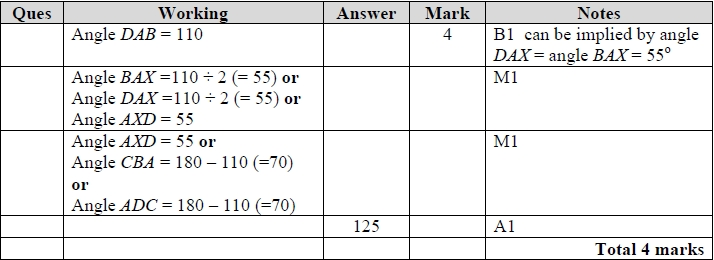 Ques Working Answer Mark Notes
Angle DAB = 110 4 B1 can be implied by angle
DAX = angle BAX = 55°
Angle BAX =110 ÷ 2 (= 55) or M1
Angle DAX =110 ÷ 2 (= 55) or
Angle AXD = 55
Angle AXD = 55 or M1
Angle CBA = 180 – 110 (=70)
or
Angle ADC = 180 – 110 (=70)
125 A1
Total 4 marks